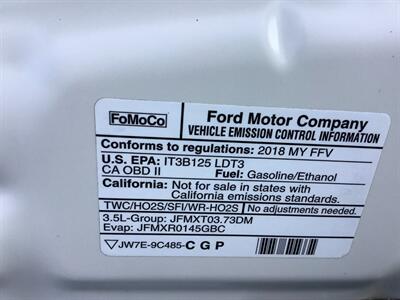 FoMoCo
Ford Motor Company
VEHICLE EMISSION CONTROL INFORMATION
Conforms to regulations: 2018 MY FFV
U.S. EPA: IT3B125 LDT3
CA OBD II Fuel: Gasoline/Ethanol
California: Not for sale in states with
California emissions standards.
TWC/HO2S/SFI/WR-HO2S No adjustments needed.
3.5L-Group: JFMXT03.73DM
Evap: JFMXR0145GBC
JW7E-9C485-C G P